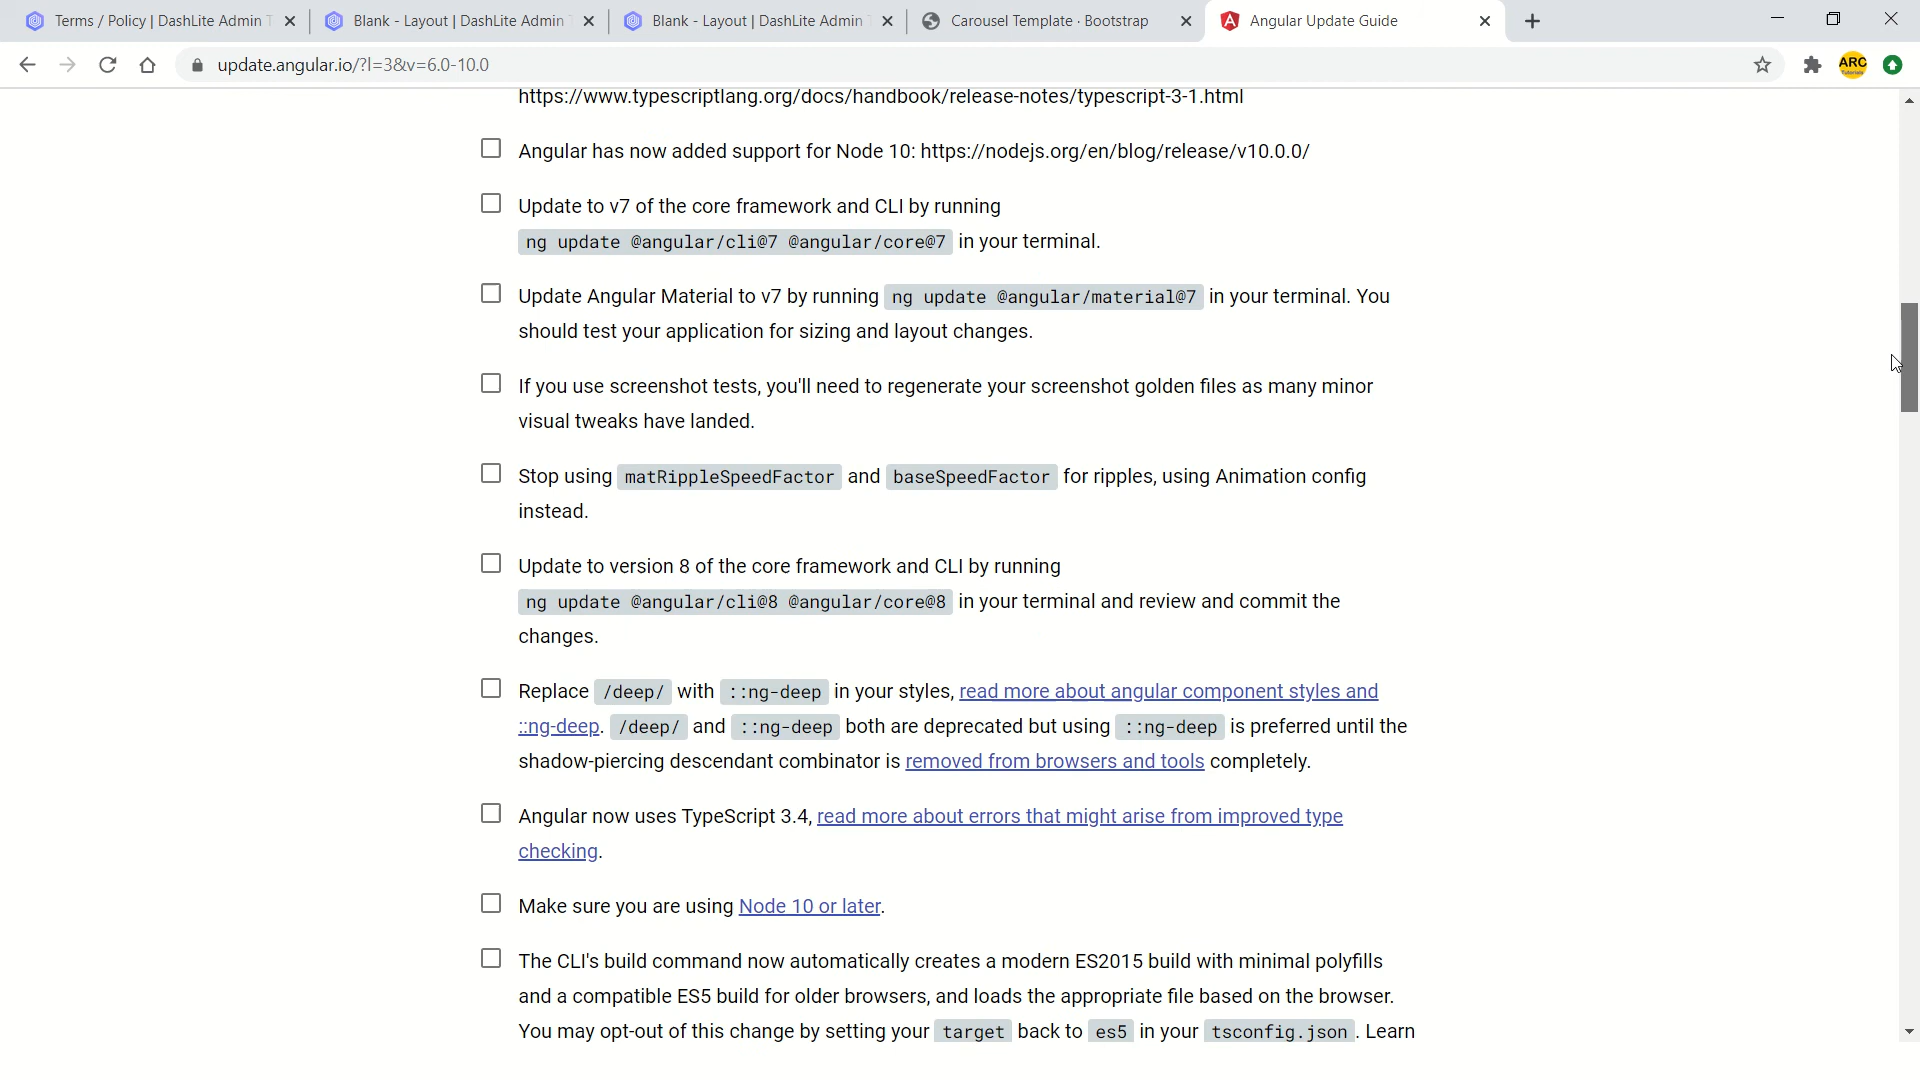 Terms / Policy | DashLite Admin T
Blank - Layout | DashLite Admin T
Blank - Layout | DashLite Admin T
Carousel Template · Bootstrap
Angular Update Guide
update.angular.io/?l=3&v=6.0-10.0
ARC
Tutorials
https://www.typescriptlang.org/docs/handbook/release-notes/typescript-3-1.html
Angular has now added support for Node 10: https://nodejs.org/en/blog/release/v10.0.0/
Update to v7 of the core framework and CLI by running
ng update @angular/cli@7 @angular/core@7 in your terminal.
Update Angular Material to v7 by running ng update @angular/material@7 in your terminal. You
should test your application for sizing and layout changes.
If you use screenshot tests, you'll need to regenerate your screenshot golden files as many minor
visual tweaks have landed.
Stop using matRippleSpeedFactor and baseSpeedFactor for ripples, using Animation config
instead.
Update to version 8 of the core framework and CLI by running
ng update @angular/cli@8 @angular/core@8 in your terminal and review and commit the
changes.
Replace /deep/ with ::ng-deep in your styles, read more about angular component styles and
::ng-deep. /deep/ and ::ng-deep both are deprecated but using ::ng-deep is preferred until the
shadow-piercing descendant combinator is removed from browsers and tools completely.
Angular now uses TypeScript 3.4, read more about errors that might arise from improved type
checking.
Make sure you are using Node 10 or later.
The CLI's build command now automatically creates a modern ES2015 build with minimal polyfills
and a compatible ES5 build for older browsers, and loads the appropriate file based on the browser.
You may opt-out of this change by setting your target back to es5 in your tsconfig.json. Learn